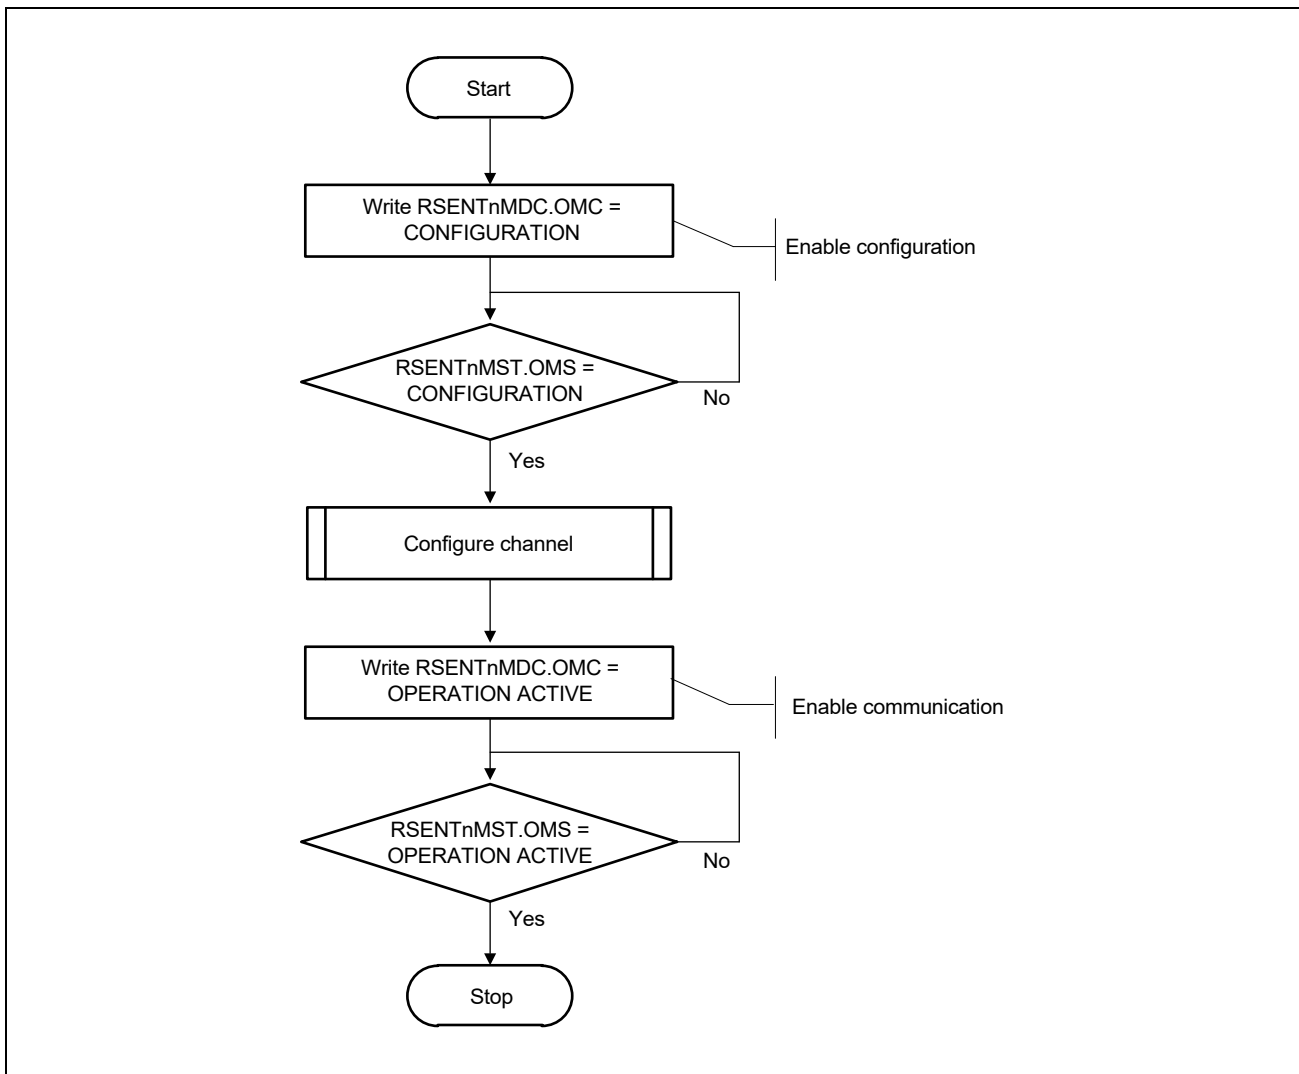 Start
Write RSENTnMDC.OMC =
CONFIGURATION
Enable configuration
RSENTnMST.OMS =
CONFIGURATION
No
Yes
Configure channel
Write RSENTnMDC.OMC =
OPERATION ACTIVE
Enable communication
RSENTnMST.OMS =
OPERATION ACTIVE
No
Yes
Stop